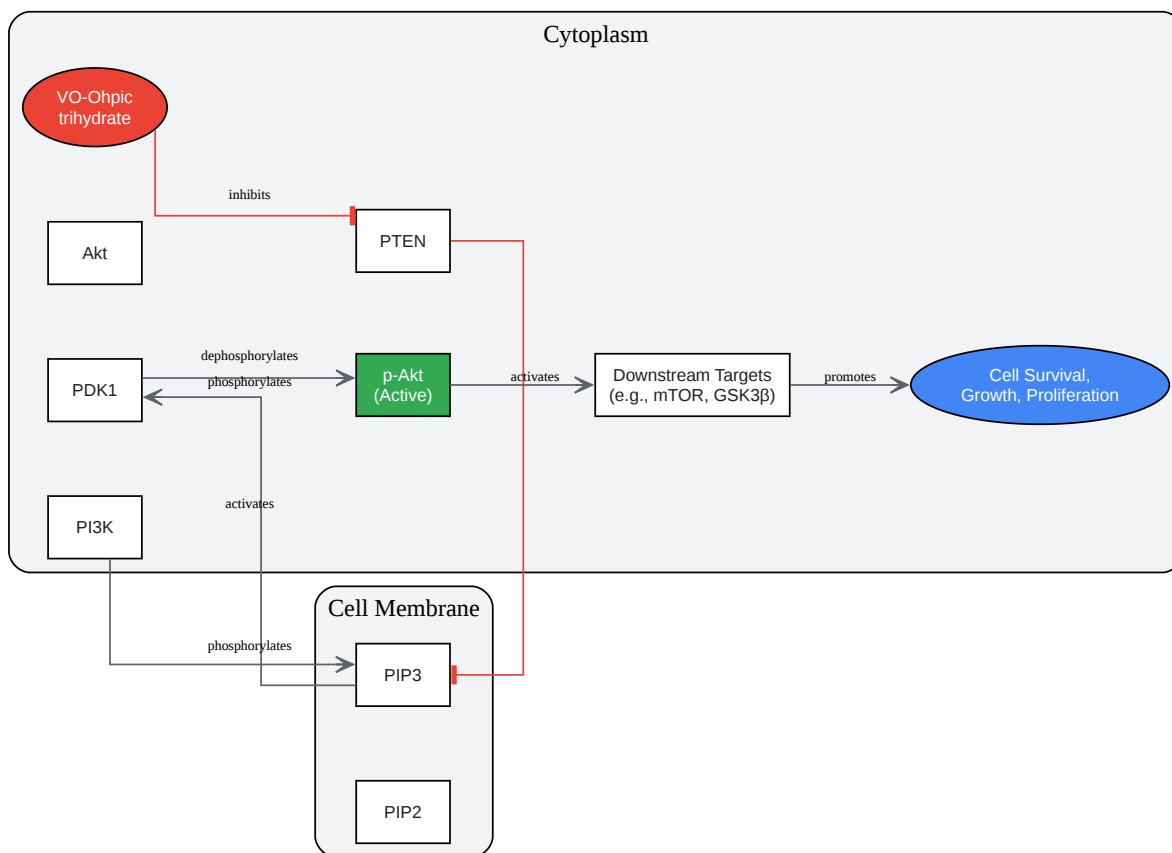 Cytoplasm
VO-Ohpic
trihydrate
inhibits
Akt
PTEN
PDK1
dephosphorylates
phosphorylates
p-Akt
(Active)
activates
Downstream Targets
(e.g., mTOR, GSK3β)
promotes
Cell Survival,
Growth, Proliferation
PI3K
activates
Cell Membrane
phosphorylates
PIP3
PIP2